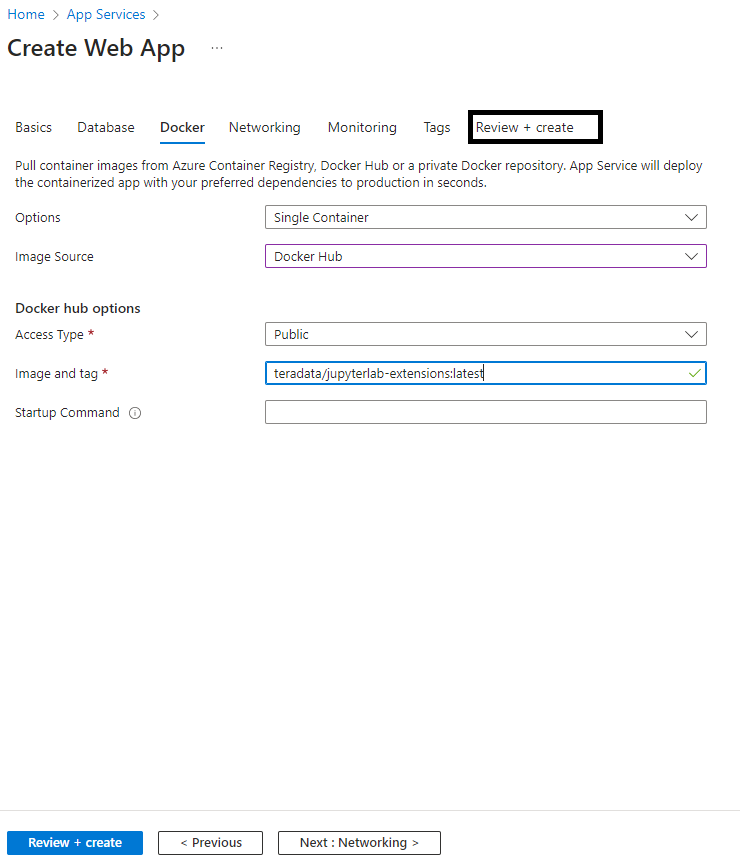 Home > App Services >
Create Web App ...
Basics Database Docker Networking Monitoring Tags Review + create
Pull container images from Azure Container Registry, Docker Hub or a private Docker repository. App Service will deploy
the containerized app with your preferred dependencies to production in seconds.
Options Single Container
Image Source Docker Hub
Docker hub options
Access Type * Public
Image and tag * teradata/jupyterlab-extensions:latest
Startup Command
Review + create < Previous Next : Networking >